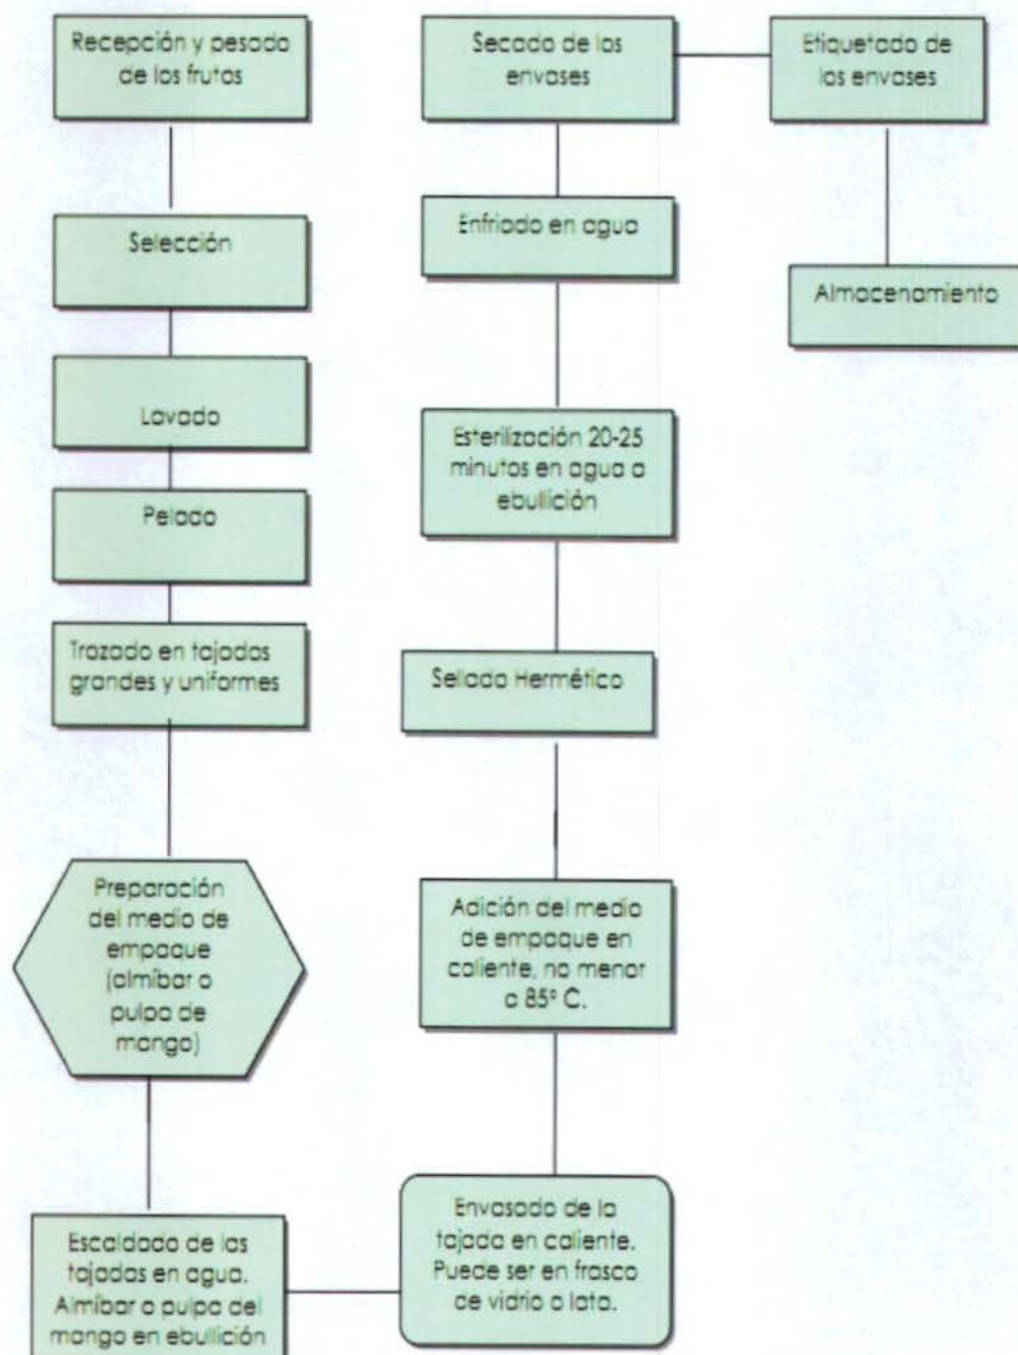 Recepción y pesado
de las frutas
Selección
Lavado
Pelado
Trozado en tajadas
grandes y uniformes
Preparación
del medio de
empaque
(almíbar o
pulpa de
mango)
Escaldado de las
tajadas en agua.
Almíbar o pulpa del
mango en ebullición
Envasado de la
tajada en caliente.
Puede ser en frasco
de vidrio o lata.
Adición del medio
de empaque en
caliente, no menor
a 85° C.
Sellado Hermético
Esterilización 20-25
minutos en agua a
ebullición
Enfriado en agua
Secado de los
envases
Etiquetado de
los envases
Almacenamiento